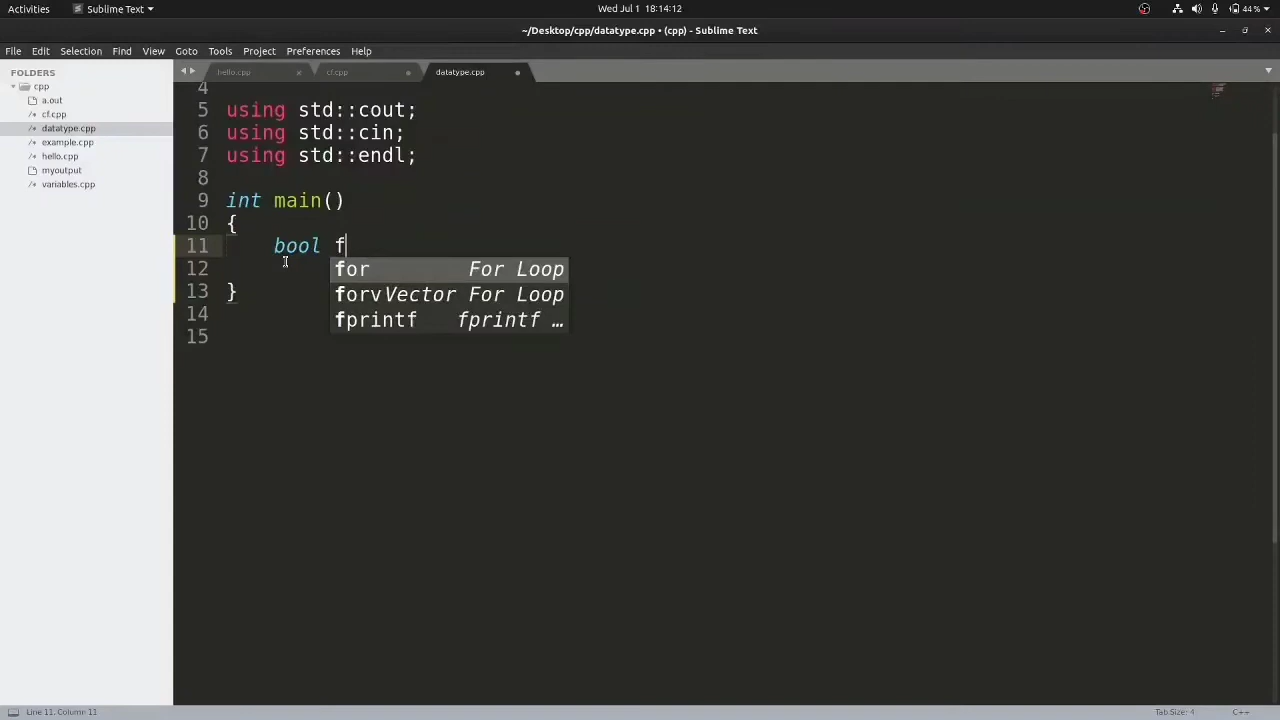 Activities Sublime Text Wed Jul 1 18:14:12 44%
~/Desktop/cpp/datatype.cpp • (cpp) - Sublime Text
File Edit Selection Find View Goto Tools Project Preferences Help
FOLDERS
cpp
a.out
cf.cpp
datatype.cpp
example.cpp
hello.cpp
myoutput
variables.cpp
hello.cpp cf.cpp datatype.cpp
4
5 using std::cout;
6 using std::cin;
7 using std::endl;
8
9 int main()
10 {
11 bool f
12
13 }
14
15
for For Loop
forvVector For Loop
fprintf fprintf …
Line 11, Column 11 Tab Size: 4 C++